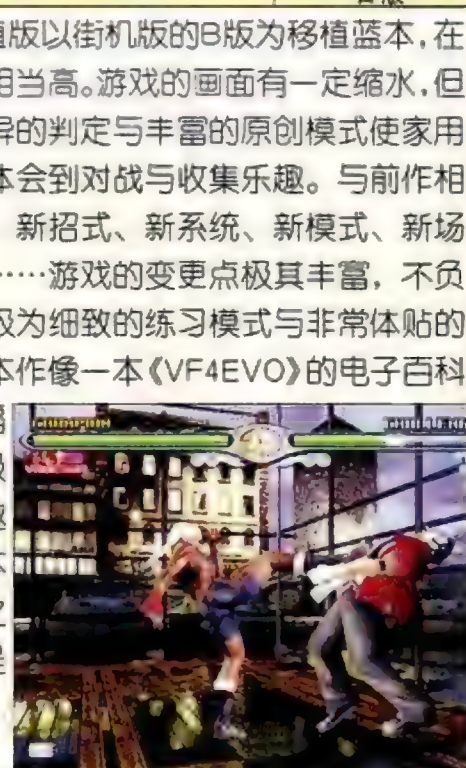 植版以街机版的B版为移植蓝本,在
相当高。游戏的画面有一定缩水,但
异的判定与丰富的原创模式使家用
体会到对战与收集乐趣。与前作相
新招式、新系统、新模式、新场
……游戏的变更点极其丰富，不负
极为细致的练习模式与非常体贴的
本作像一本《VF4EVO》的电子百科
CHAMPION